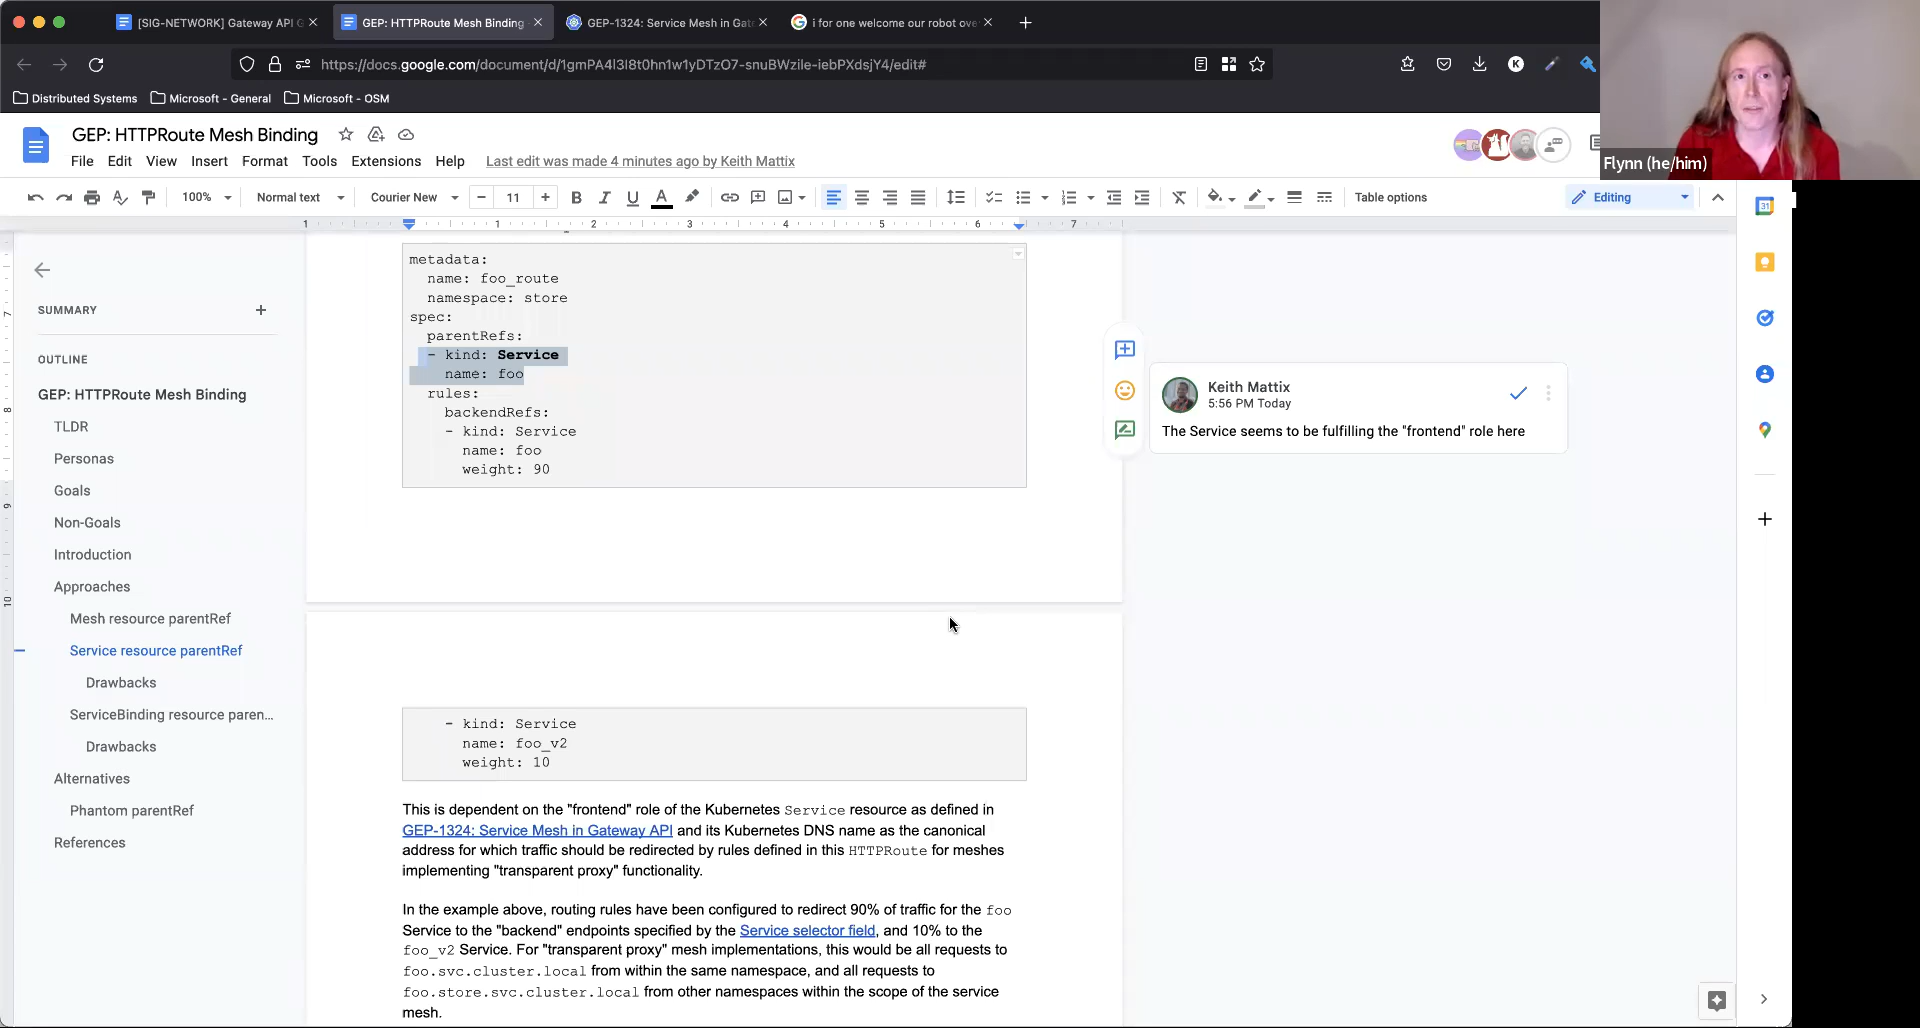 [SIG-NETWORK] Gateway API G
GEP: HTTPRoute Mesh Binding
GEP-1324: Service Mesh in Gat
i for one welcome our robot ove
https://docs.google.com/document/d/1gmPA4l3l8t0hn1w1yDTzO7-snuBWzile-iebPXdsjY4/edit#
K
Distributed Systems
Microsoft - General
Microsoft - OSM
Flynn (he/him)
GEP: HTTPRoute Mesh Binding
File Edit View Insert Format Tools Extensions Help Last edit was made 4 minutes ago by Keith Mattix
100% Normal text Courier New 11 B I U A Table options Editing
1 1 2 3 4 5 6 7
7
8
9
10
SUMMARY
OUTLINE
GEP: HTTPRoute Mesh Binding
TLDR
Personas
Goals
Non-Goals
Introduction
Approaches
Mesh resource parentRef
Service resource parentRef
Drawbacks
ServiceBinding resource paren...
Drawbacks
Alternatives
Phantom parentRef
References
metadata:
name: foo_route
namespace: store
spec:
parentRefs:
- kind: Service
name: foo
rules:
backendRefs:
- kind: Service
name: foo
weight: 90
- kind: Service
name: foo_v2
weight: 10
This is dependent on the "frontend" role of the Kubernetes Service resource as defined in
GEP-1324: Service Mesh in Gateway API and its Kubernetes DNS name as the canonical
address for which traffic should be redirected by rules defined in this HTTPRoute for meshes
implementing "transparent proxy" functionality.
In the example above, routing rules have been configured to redirect 90% of traffic for the foo
Service to the "backend" endpoints specified by the Service selector field, and 10% to the
foo_v2 Service. For "transparent proxy" mesh implementations, this would be all requests to
foo.svc.cluster.local from within the same namespace, and all requests to
foo.store.svc.cluster.local from other namespaces within the scope of the service
mesh.
Keith Mattix
5:56 PM Today
The Service seems to be fulfilling the "frontend" role here
31